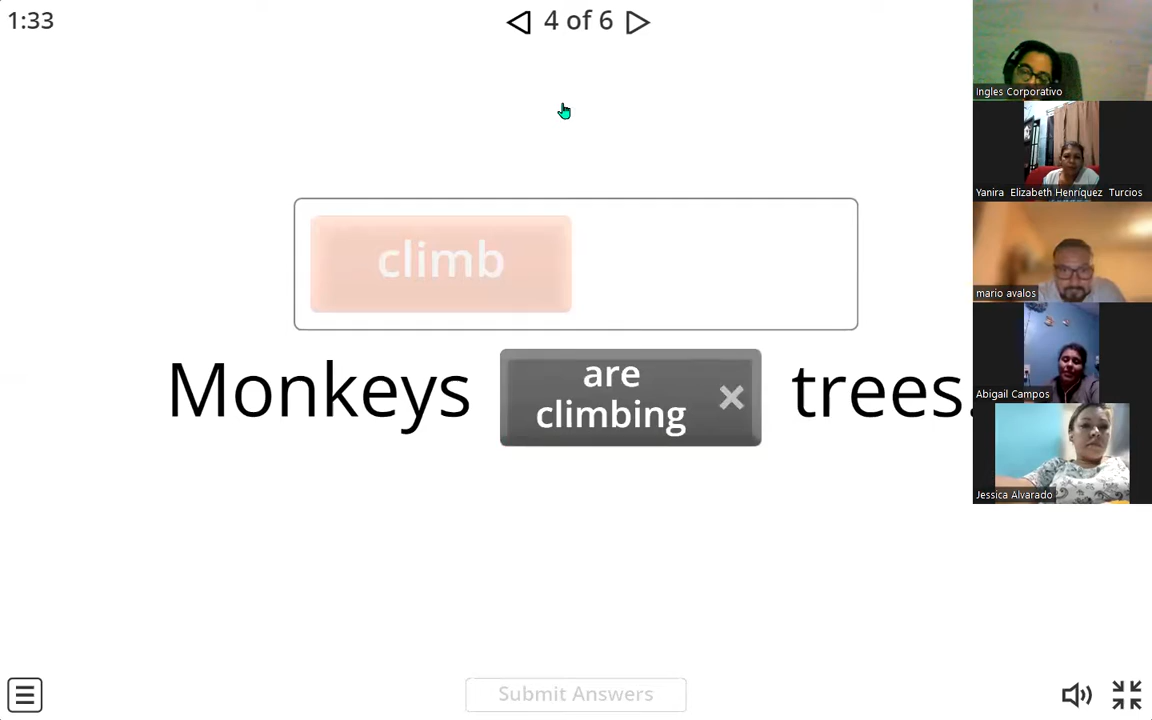 1:33
4 of 6
climb
Monkeys are climbing trees.
Submit Answers
Ingles Corporativo
Yanira Elizabeth Henríquez Turcios
mario avalos
Abigail Campos
Jessica Alvarado